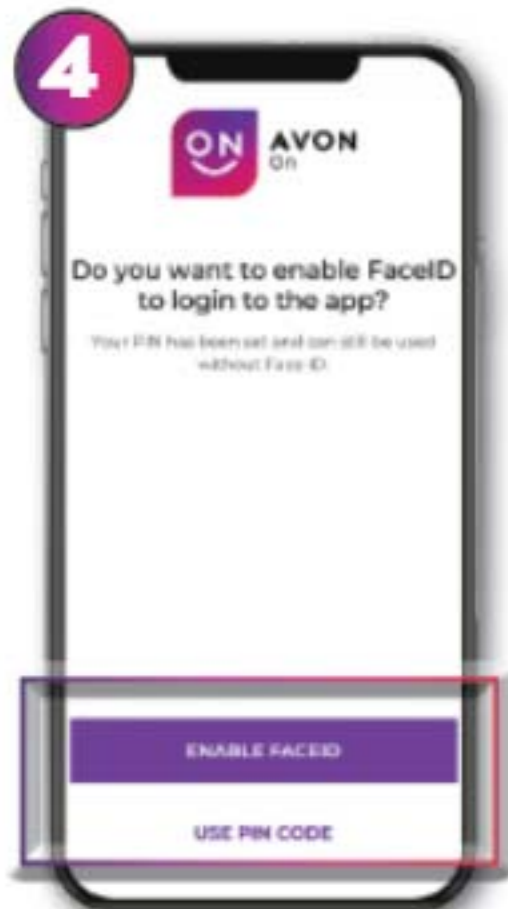 4
ON
AVON
On
Do you want to enable FaceID
to login to the app?
Your PIN has been set and can still be used
without Face ID.
ENABLE FACEID
USE PIN CODE